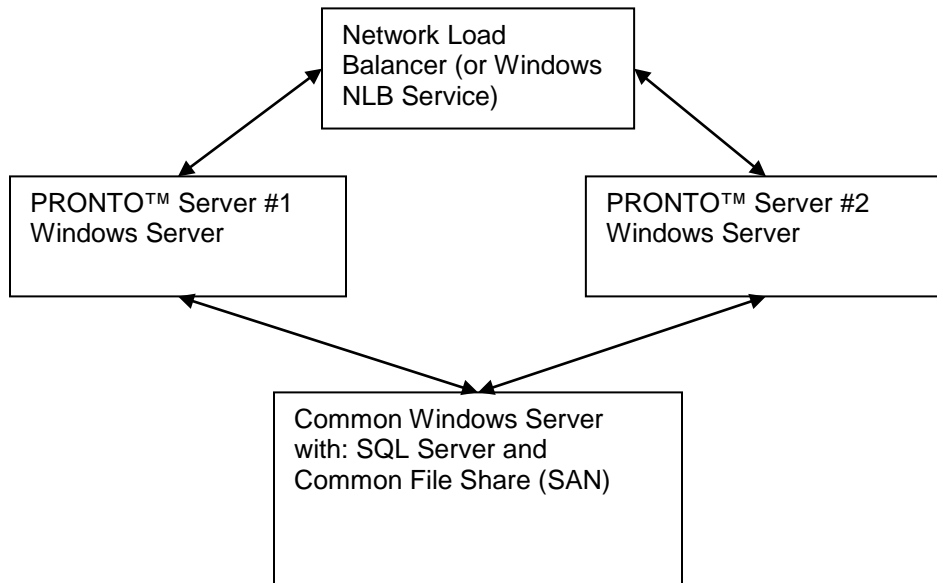 Network Load
Balancer (or Windows
NLB Service)
PRONTO™ Server #1
Windows Server
PRONTO™ Server #2
Windows Server
Common Windows Server
with: SQL Server and
Common File Share (SAN)